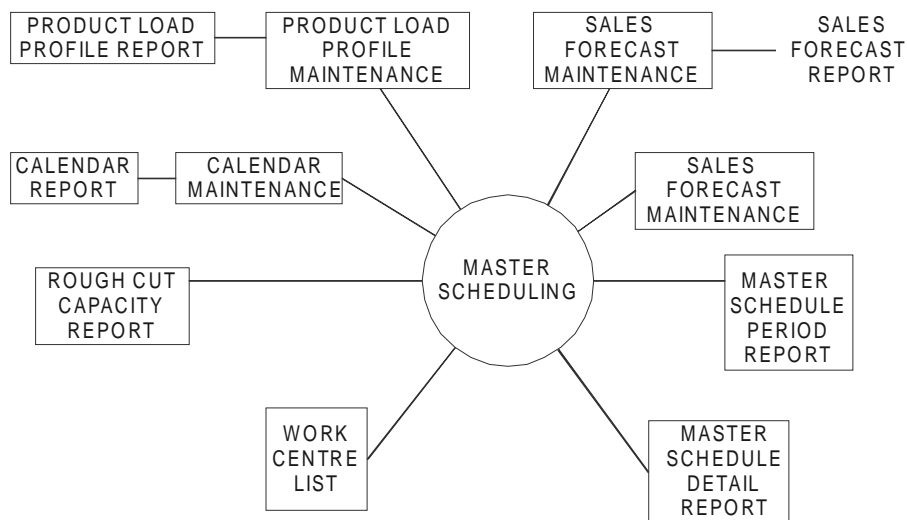 PRODUCT LOAD
PROFILE REPORT
PRODUCT LOAD
PROFILE
MAINTENANCE
SALES
FORECAST
MAINTENANCE
SALES
FORECAST
REPORT
CALENDAR
REPORT
CALENDAR
MAINTENANCE
SALES
FORECAST
MAINTENANCE
ROUGH CUT
CAPACITY
REPORT
MASTER
SCHEDULING
MASTER
SCHEDULE
PERIOD
REPORT
WORK
CENTRE
LIST
MASTER
SCHEDULE
DETAIL
REPORT